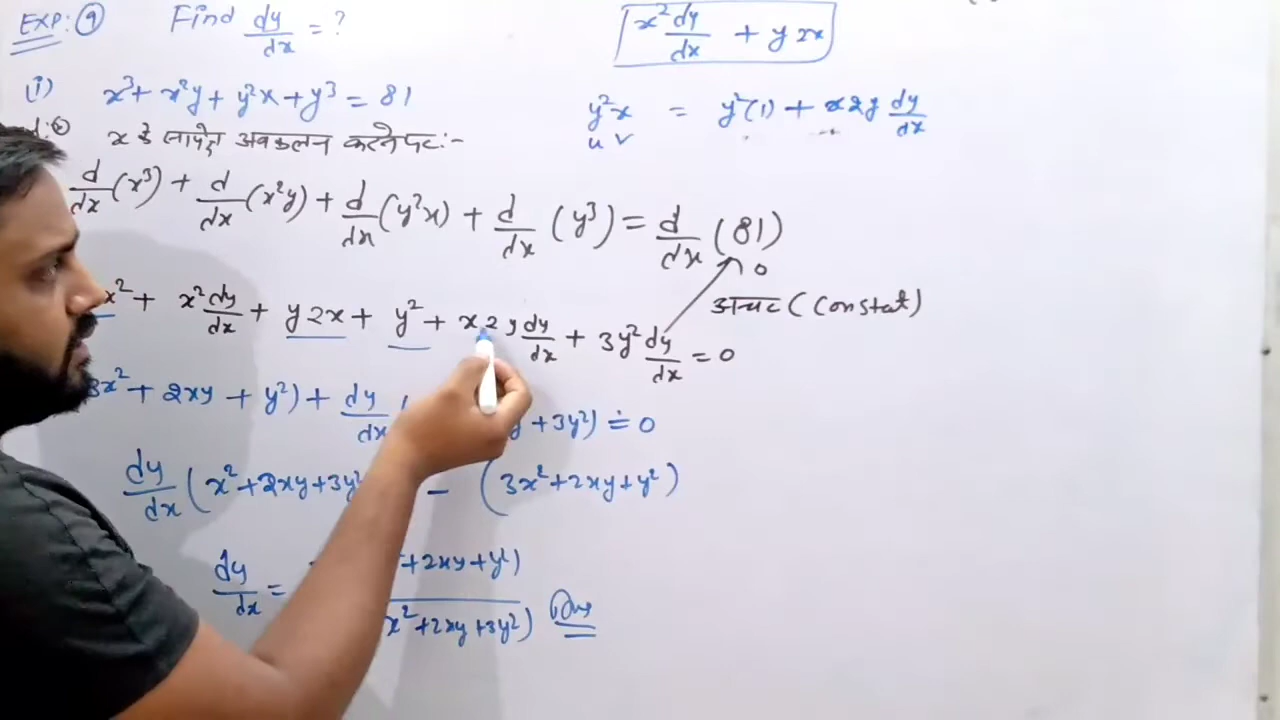 EXP: 9 Find dy/dx = ?
x² dy/dx + y 2x
(i) x³ + x²y + y²x + y³ = 81
y²x = y²(1) + x2y dy/dx
u v
x के सापेक्ष अवकलन करने पर :-
d/dx (x³) + d/dx (x²y) + d/dx (y²x) + d/dx (y³) = d/dx (81)
0
अचर (Constat)
x² + x² dy/dx + y2x + y² + x2y dy/dx + 3y² dy/dx = 0
3x² + 2xy + y²) + dy/dx ( y + 3y²) = 0
dy/dx (x² + 2xy + 3y² - (3x² + 2xy + y²)
dy/dx = + 2xy + y²)
x² + 2xy + 3y²) Ans